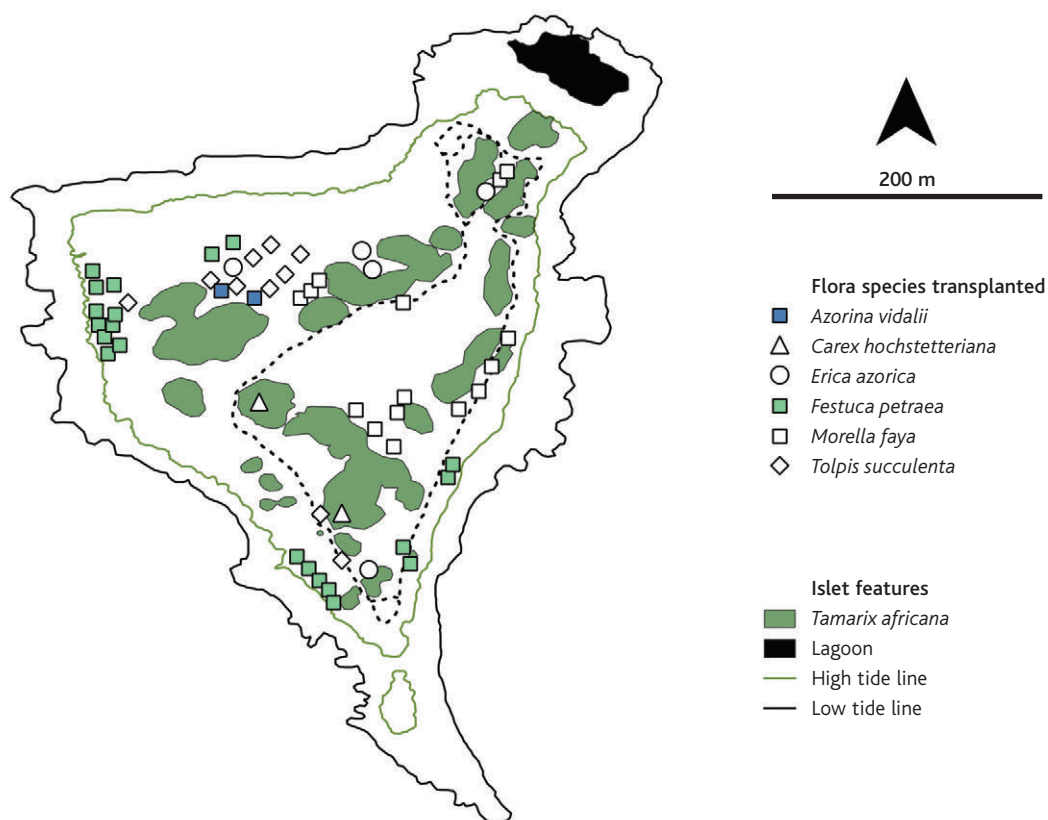 200 m
Flora species transplanted
Azorina vidalii
Carex hochstetteriana
Erica azorica
Festuca petraea
Morella faya
Tolpis succulenta
Islet features
Tamarix africana
Lagoon
High tide line
Low tide line